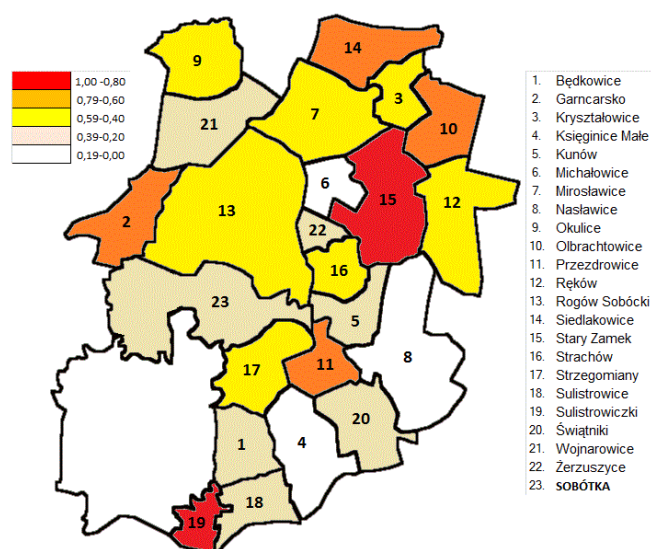 1,00 -0,80
0,79-0,60
0,59-0,40
0,39-0,20
0,19-0,00
14
9
3
7
21
10
6
15
12
2
13
22
16
23
5
8
17
11
20
1
4
18
19
1. Będkowice
2. Garncarsko
3. Kryształowice
4. Księginice Małe
5. Kunów
6. Michałowice
7. Mirosławice
8. Nasławice
9. Okulice
10. Olbrachtowice
11. Przezdrowice
12. Ręków
13. Rogów Sobócki
14. Siedlakowice
15. Stary Zamek
16. Strachów
17. Strzegomiany
18. Sulistrowice
19. Sulistrowiczki
20. Świątniki
21. Wojnarowice
22. Żerzuszyce
23. SOBÓTKA